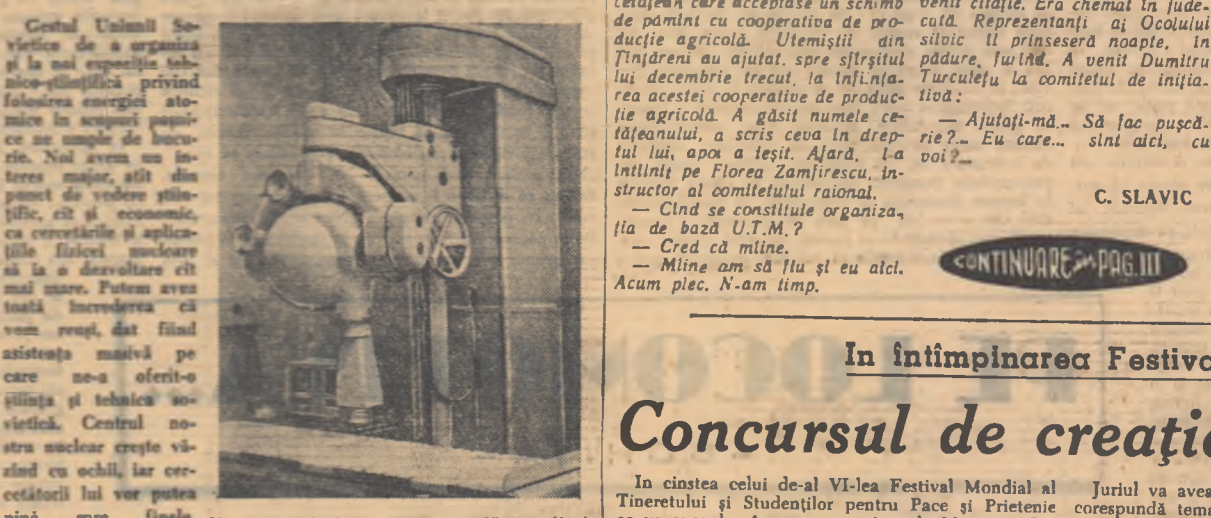 Gestul Uniunii So-
vietice de a organiza
și la noi expoziția teh-
nico-științifică privind
folosirea energiei ato-
mice în scopuri pașni-
ce ne umple de bucu-
rie. Noi avem un in-
teres major, atît din
punct de vedere știin-
țific, cît și economic,
ca cercetările și aplica-
țiile fizicei nucleare
să ia o dezvoltare cît
mai mare. Putem avea
toată încrederea că
vom reuși, dat fiind
asistența masivă pe
care ne-a oferit-o
știința și tehnica so-
vietică. Centrul no-
stru nuclear crește vă-
zînd cu ochii, iar cer-
cetătorii lui vor putea
cetățean care acceptase un schimb
de pămînt cu cooperativa de pro-
ducție agricolă. Utemiștii din
Țînțăreni au ajutat, spre sfîrșitul
lui decembrie trecut, la înființa-
rea acestei cooperative de produc-
ție agricolă. A găsit numele ce-
tățeanului, a scris ceva în drep-
tul lui, apoi a ieșit. Afară, l-a
întîlnit pe Florea Zamfirescu, in-
structor al comitetului raional.
— Cînd se constituie organiza-
ția de bază U.T.M.?
— Cred că mîine.
— Mîine am să fiu și eu aici.
Acum plec. N-am timp.
venit citație. Era chemat în jude-
cată. Reprezentanți ai Ocolului
silvic îl prinseseră noapte, în
pădure, furînd. A venit Dumitru
Turculețu la comitetul de iniția-
tivă:
— Ajutați-mă... Să fac pușcă-
rie?... Eu care... sînt aici, cu
voi?...
C. SLAVIC
CONTINUARE ÎN PAG. III
In întîmpinarea Festiva
Concursul de creație
In cinstea celui de-al VI-lea Festival Mondial al
Tineretului și Studenților pentru Pace și Prietenie
Juriul va avea
corespundă tema